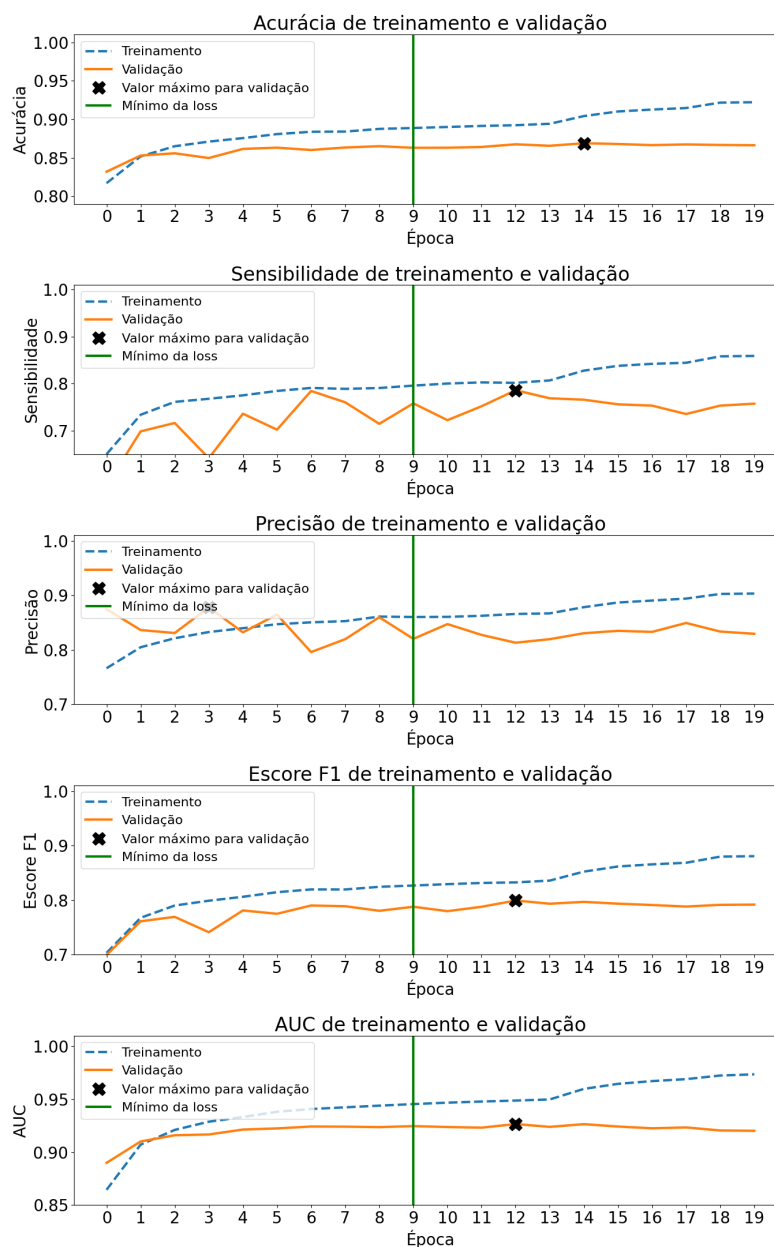 Acurácia de treinamento e validação
1.00
0.95
0.90
0.85
0.80
Acurácia
Treinamento
Validação
Valor máximo para validação
Mínimo da loss
0 1 2 3 4 5 6 7 8 9 10 11 12 13 14 15 16 17 18 19
Época
Sensibilidade de treinamento e validação
1.0
0.9
0.8
0.7
Sensibilidade
Treinamento
Validação
Valor máximo para validação
Mínimo da loss
0 1 2 3 4 5 6 7 8 9 10 11 12 13 14 15 16 17 18 19
Época
Precisão de treinamento e validação
1.0
0.9
0.8
0.7
Precisão
Treinamento
Validação
Valor máximo para validação
Mínimo da loss
0 1 2 3 4 5 6 7 8 9 10 11 12 13 14 15 16 17 18 19
Época
Escore F1 de treinamento e validação
1.0
0.9
0.8
0.7
Escore F1
Treinamento
Validação
Valor máximo para validação
Mínimo da loss
0 1 2 3 4 5 6 7 8 9 10 11 12 13 14 15 16 17 18 19
Época
AUC de treinamento e validação
1.00
0.95
0.90
0.85
AUC
Treinamento
Validação
Valor máximo para validação
Mínimo da loss
0 1 2 3 4 5 6 7 8 9 10 11 12 13 14 15 16 17 18 19
Época